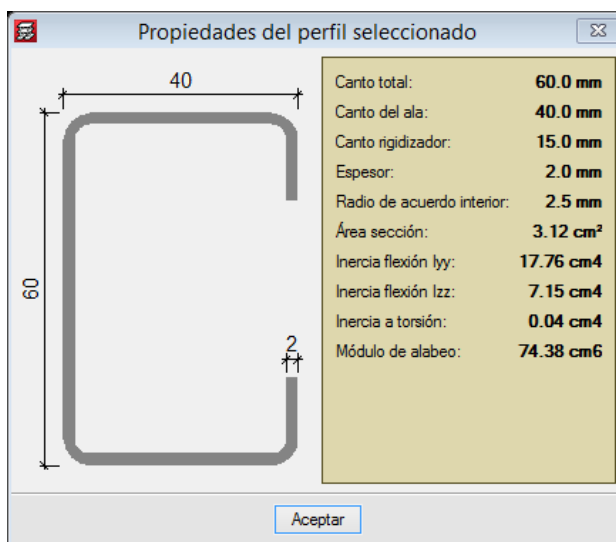 Propiedades del perfil seleccionado
40
60
2
Canto total: 60.0 mm
Canto del ala: 40.0 mm
Canto rigidizador: 15.0 mm
Espesor: 2.0 mm
Radio de acuerdo interior: 2.5 mm
Área sección: 3.12 cm²
Inercia flexión Iyy: 17.76 cm4
Inercia flexión Izz: 7.15 cm4
Inercia a torsión: 0.04 cm4
Módulo de alabeo: 74.38 cm6
Aceptar